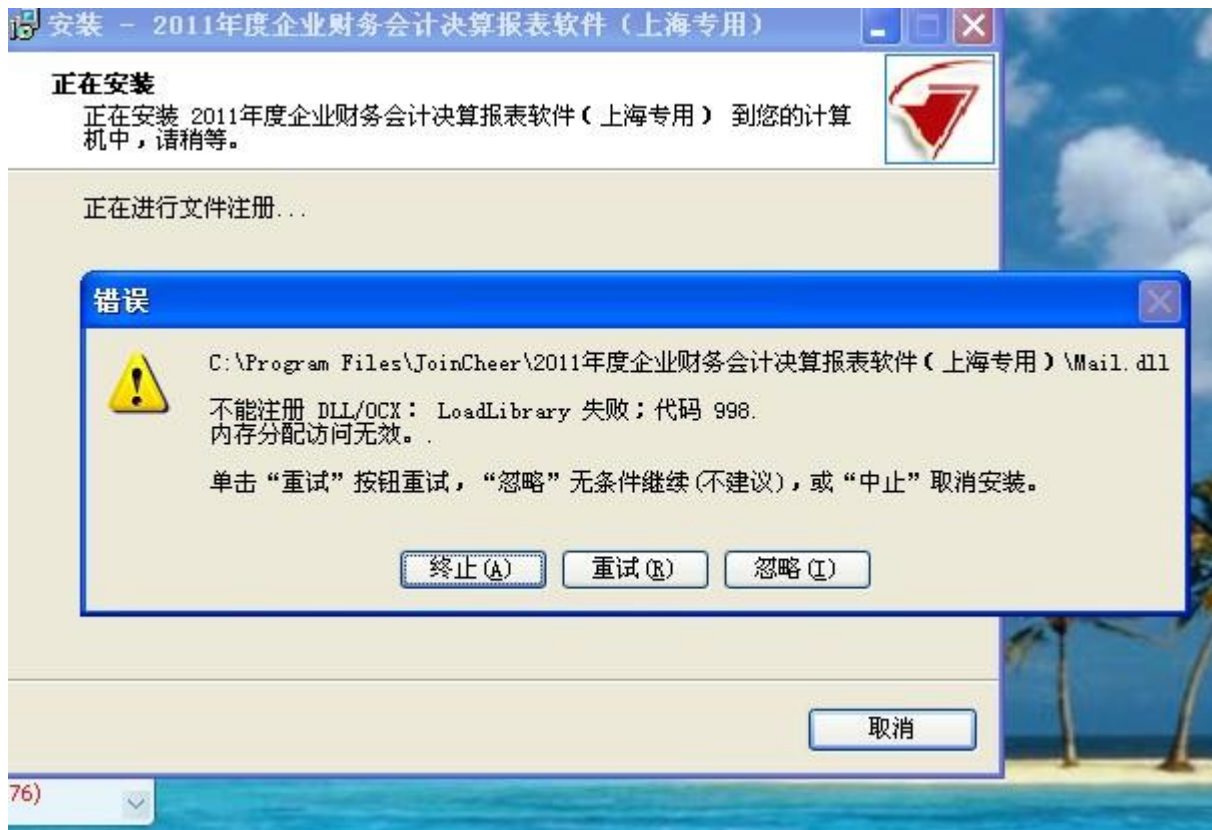 安装 - 2011年度企业财务会计决算报表软件（上海专用）
正在安装
正在安装 2011年度企业财务会计决算报表软件（上海专用） 到您的计算
机中，请稍等。
正在进行文件注册...
错误
C:\Program Files\JoinCheer\2011年度企业财务会计决算报表软件（上海专用）\Mail.dll
不能注册 DLL/OCX： LoadLibrary 失败；代码 998.
内存分配访问无效。.
单击“重试”按钮重试，“忽略”无条件继续(不建议)，或“中止”取消安装。
终止(A) 重试(R) 忽略(I)
取消
76)